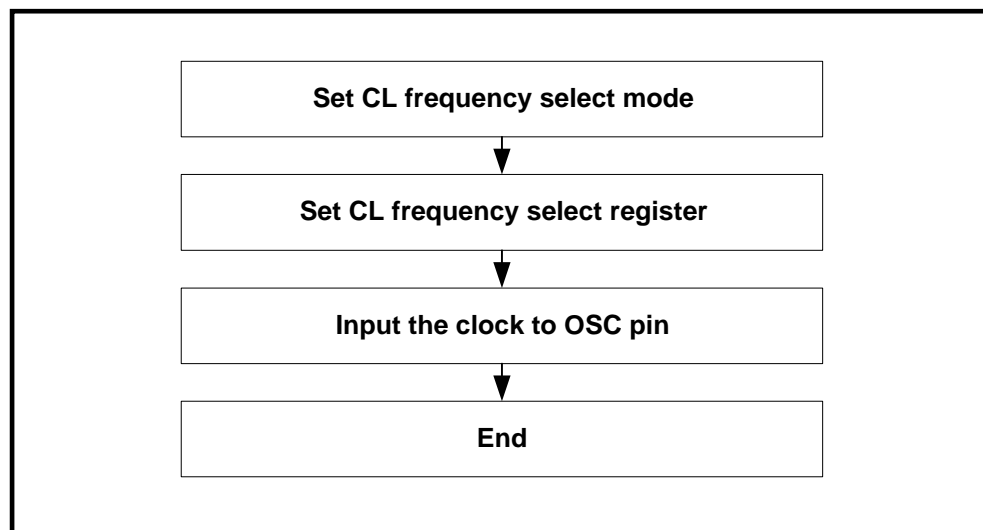 Set CL frequency select mode
Set CL frequency select register
Input the clock to OSC pin
End